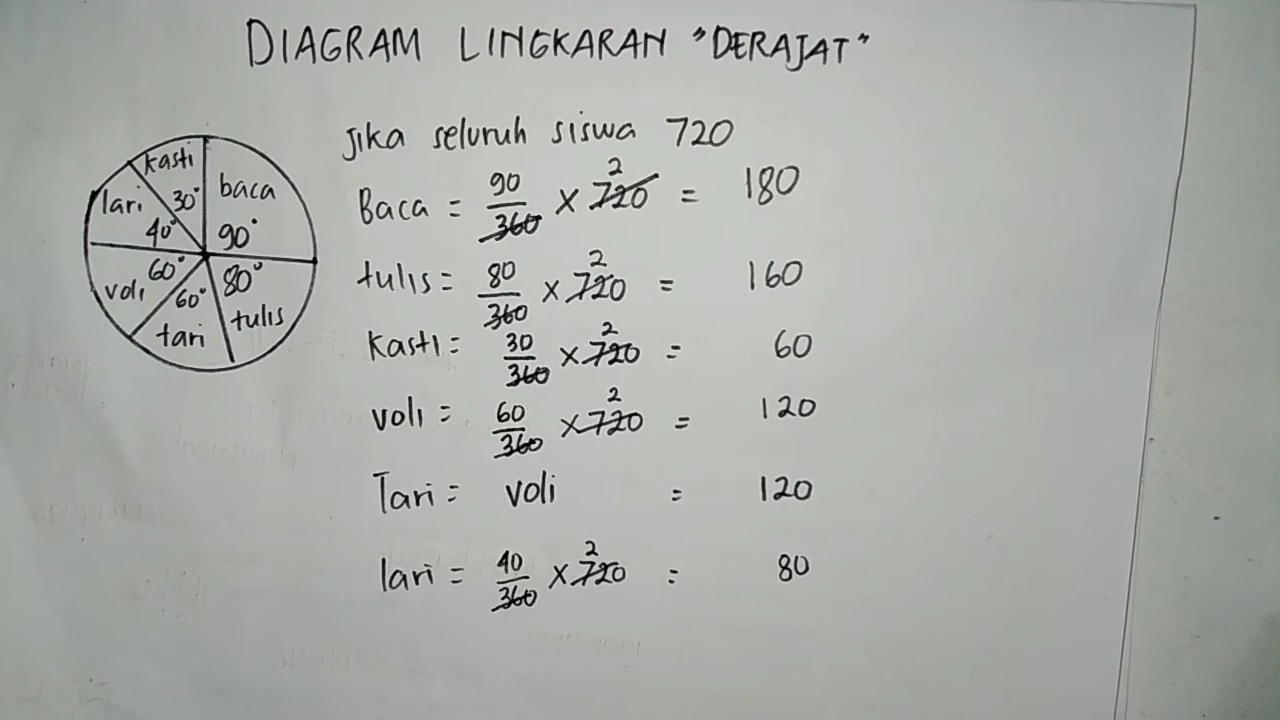 DIAGRAM LINGKARAN "DERAJAT"
kasti
30°
baca
90°
lari
40°
60°
voli
60°
tari
80°
tulis
Jika seluruh siswa 720
Baca = 90/360 x 720 2 = 180
tulis = 80/360 x 720 2 = 160
Kasti = 30/360 x 720 2 = 60
voli = 60/360 x 720 2 = 120
Tari = voli = 120
lari = 40/360 x 720 2 = 80